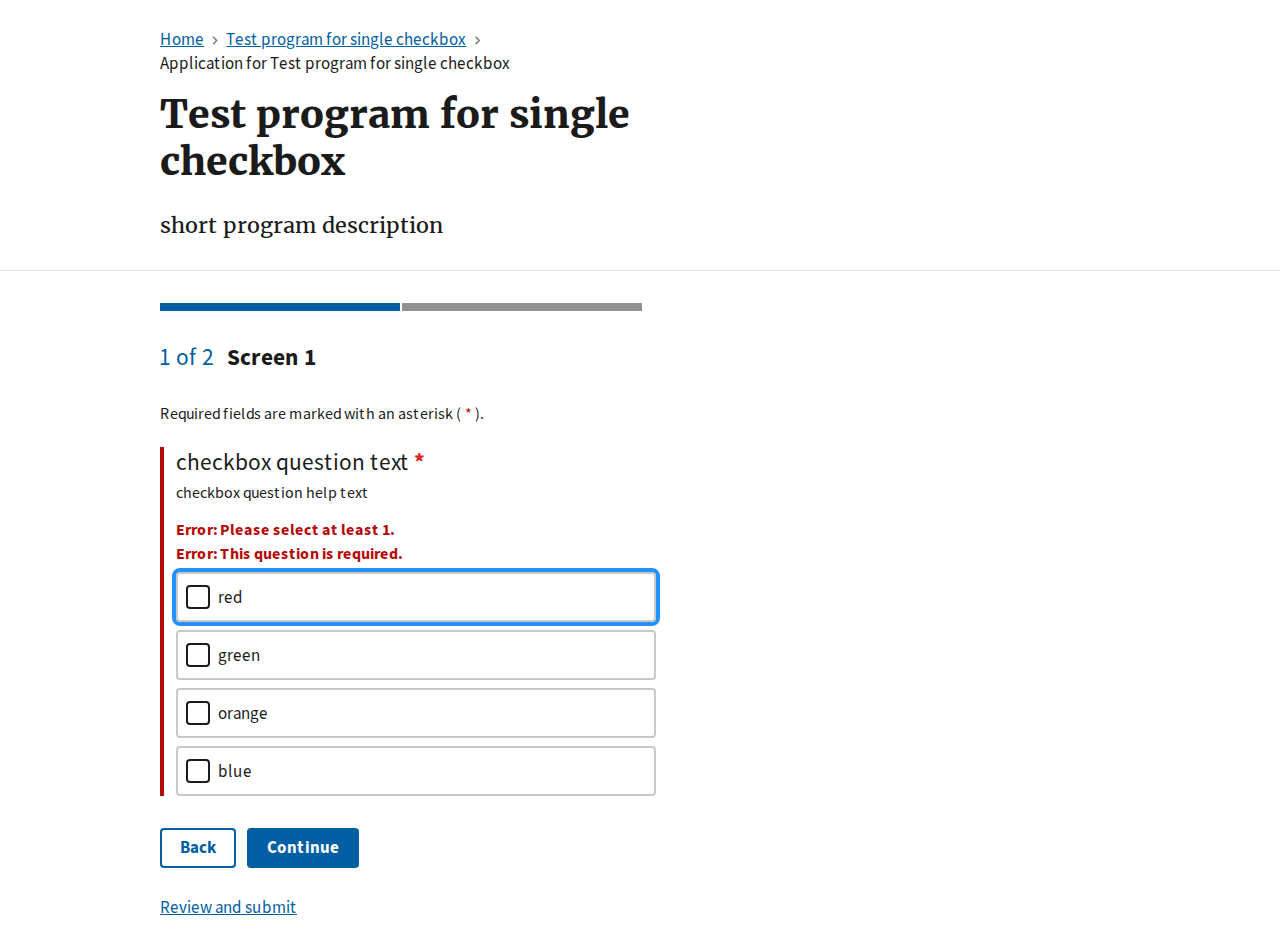 Home > Test program for single checkbox >
Application for Test program for single checkbox
Test program for single
checkbox
short program description
1 of 2 Screen 1
Required fields are marked with an asterisk ( * ).
checkbox question text *
checkbox question help text
Error: Please select at least 1.
Error: This question is required.
red
green
orange
blue
Back Continue
Review and submit